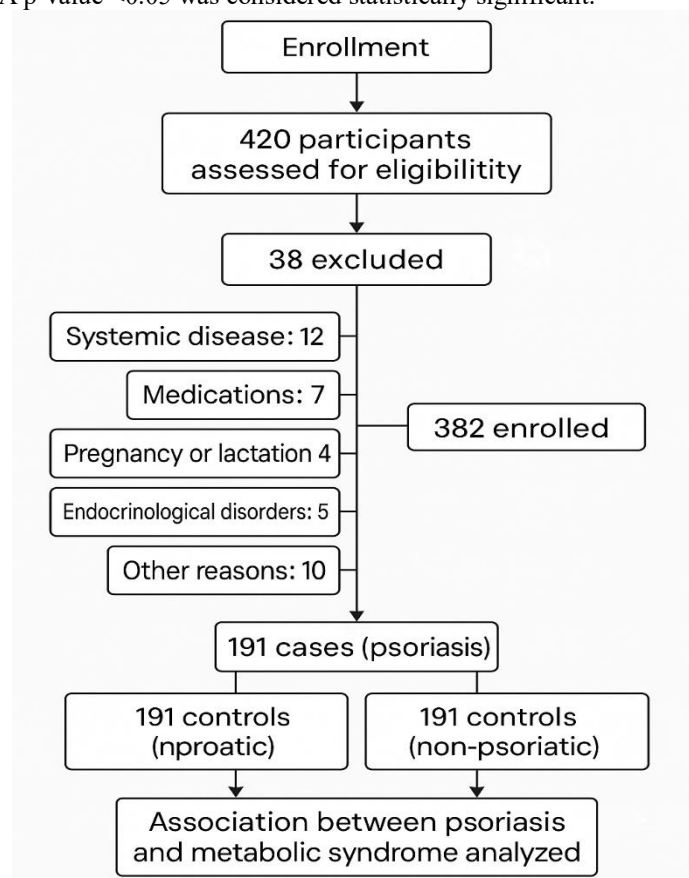 A p-value <0.05 was considered statistically significant.
Enrollment
420 participants
assessed for eligibilitity
38 excluded
Systemic disease: 12
Medications: 7
382 enrolled
Pregnancy or lactation 4
Endocrinological disorders: 5
Other reasons: 10
191 cases (psoriasis)
191 controls
(nproatic)
191 controls
(non-psoriatic)
Association between psoriasis
and metabolic syndrome analyzed